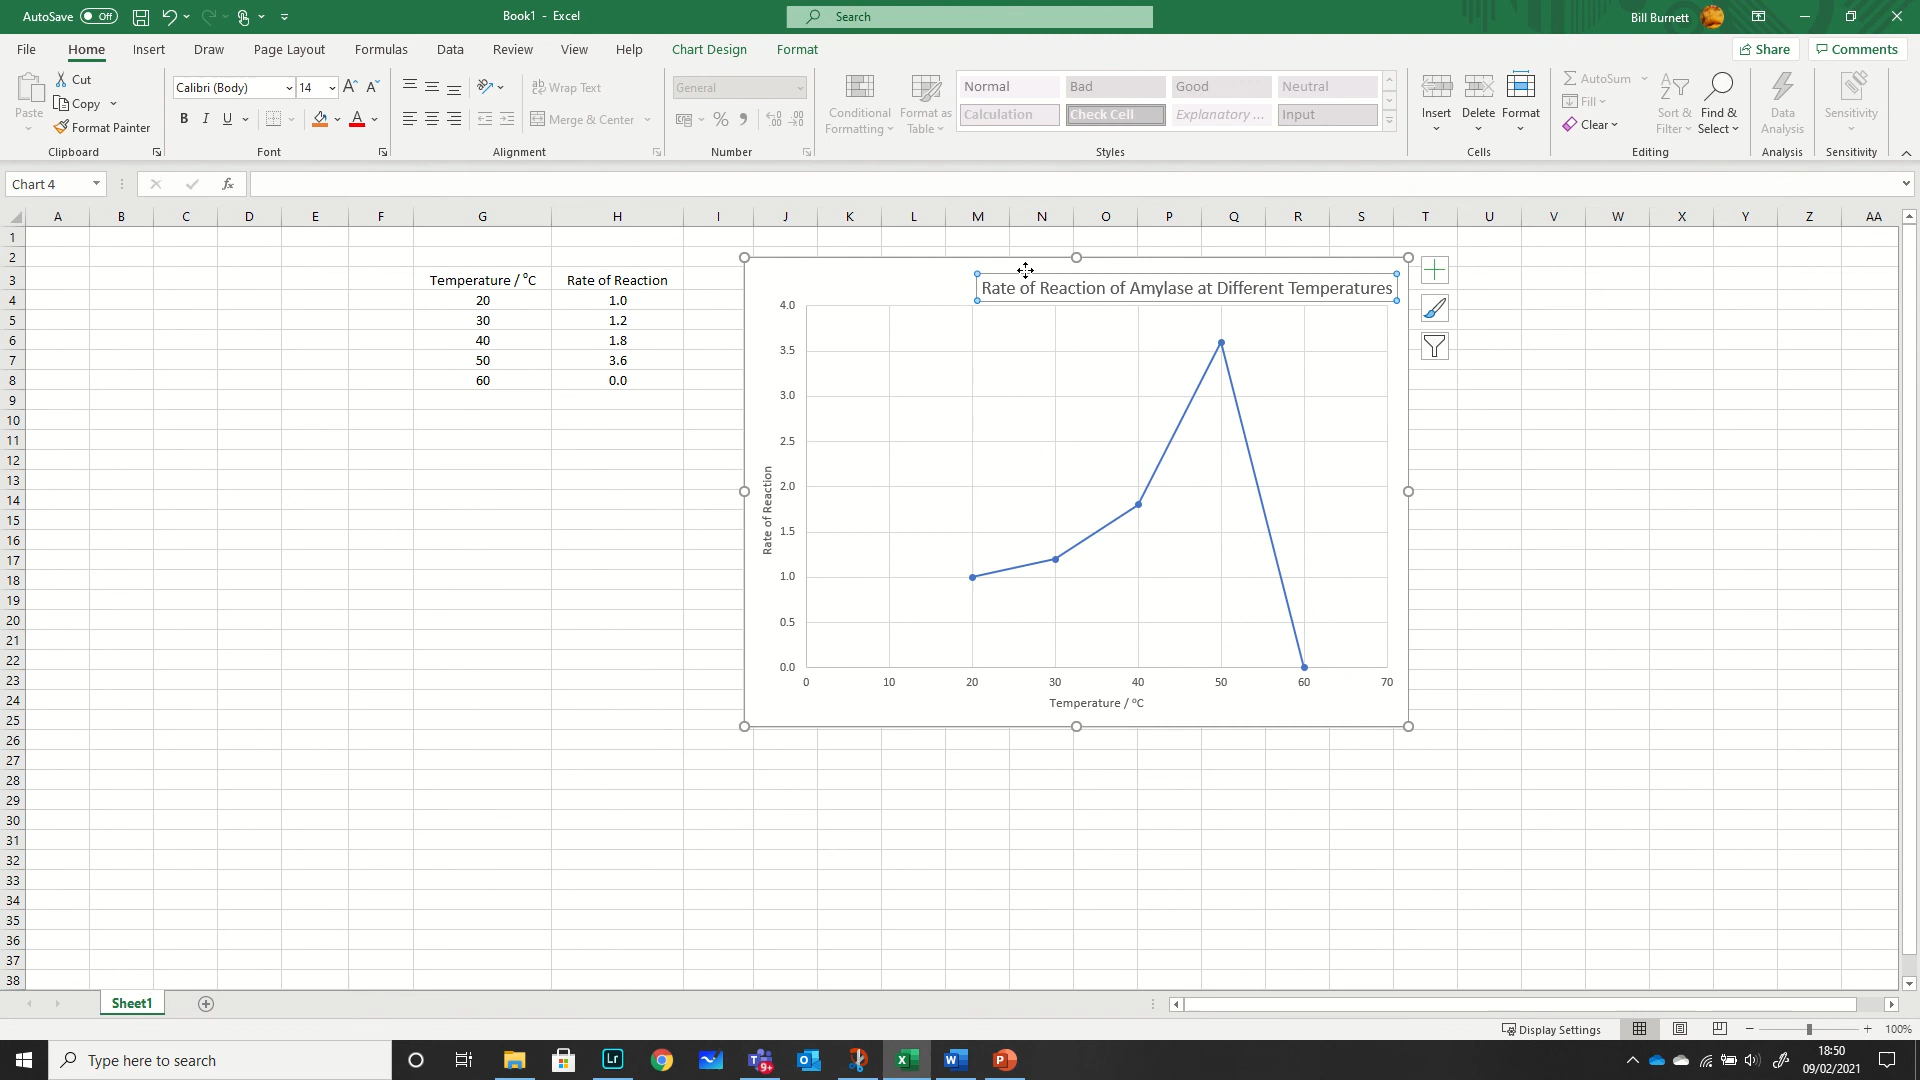 AutoSave Off Book1 - Excel Search Bill Burnett
File Home Insert Draw Page Layout Formulas Data Review View Help Chart Design Format Share Comments
Paste Cut Copy Format Painter
Calibri (Body) 14 A A
B I U A
ab Wrap Text
Merge & Center
General
% 9
Conditional Formatting Format as Table
Normal Bad Good Neutral
Calculation Check Cell Explanatory ... Input
Insert Delete Format
AutoSum Fill Clear
Sort & Filter Find & Select
Data Analysis Sensitivity
Clipboard Font Alignment Number Styles Cells Editing Analysis Sensitivity
Chart 4 fx
A B C D E F G H I J K L M N O P Q R S T U V W X Y Z AA
1
2
3 Temperature / °C Rate of Reaction
4 20 1.0
5 30 1.2
6 40 1.8
7 50 3.6
8 60 0.0
9
10
11
12
13
14
15
16
17
18
19
20
21
22
23
24
25
26
27
28
29
30
31
32
33
34
35
36
37
38
Rate of Reaction of Amylase at Different Temperatures
4.0
3.5
3.0
2.5
2.0
1.5
1.0
0.5
0.0
Rate of Reaction
0 10 20 30 40 50 60 70
Temperature / °C
Sheet1
Display Settings 100%
Type here to search
Lr 9+ 18:50
09/02/2021